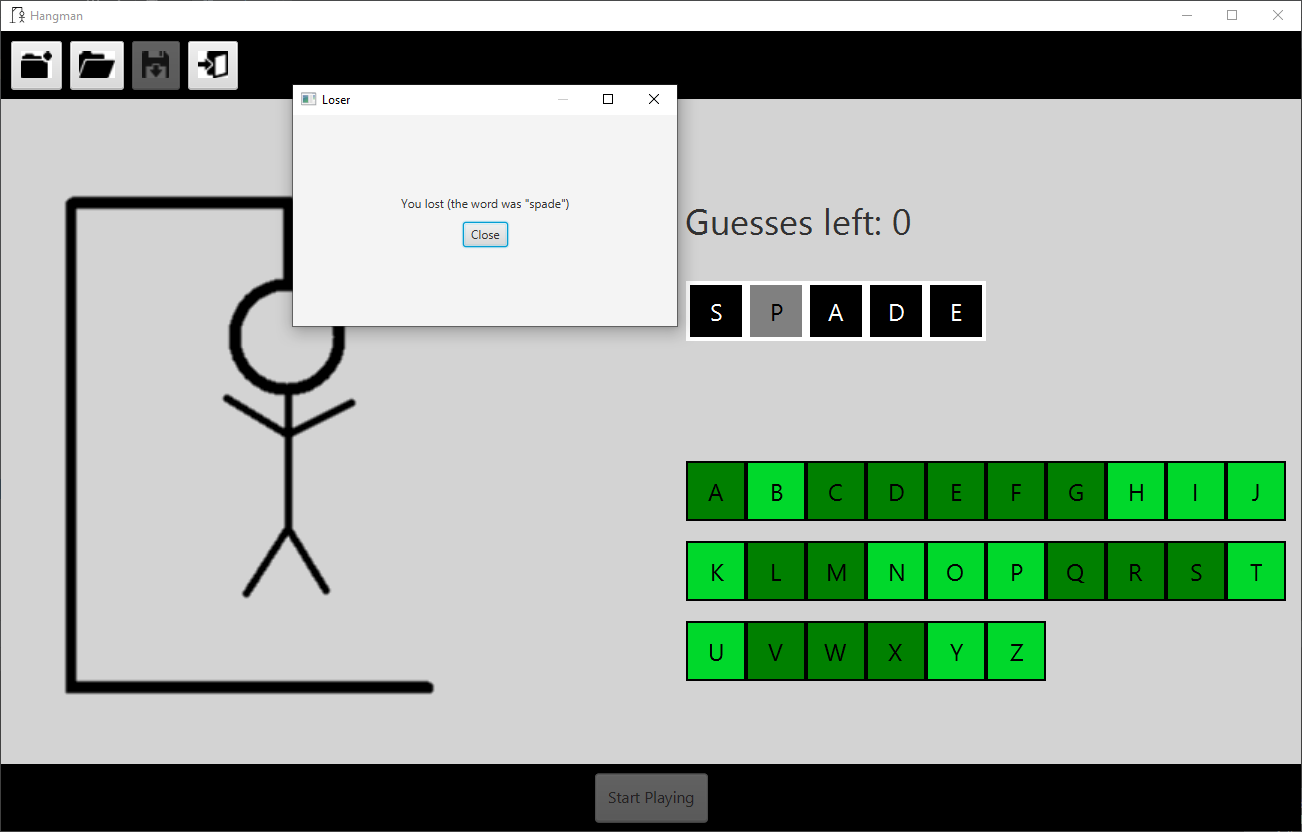 Hangman
Loser
You lost (the word was "spade")
Close
Guesses left: 0
S P A D E
A B C D E F G H I J
K L M N O P Q R S T
U V W X Y Z
Start Playing